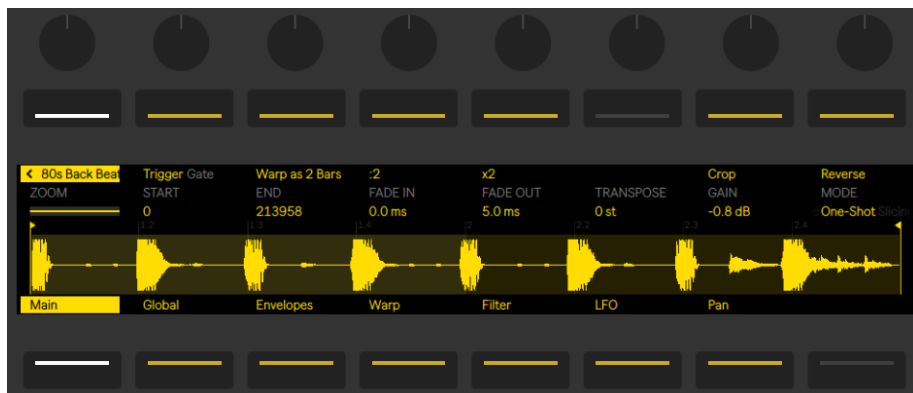 80s Back Beat Trigger Gate Warp as 2 Bars :2 x2 Crop Reverse
ZOOM START END FADE IN FADE OUT TRANSPOSE GAIN MODE
0 213958 0.0 ms 5.0 ms 0 st -0.8 dB One-Shot Slicin
1.2 1.3 1.4 2 2.2 2.3 2.4
Main Global Envelopes Warp Filter LFO Pan